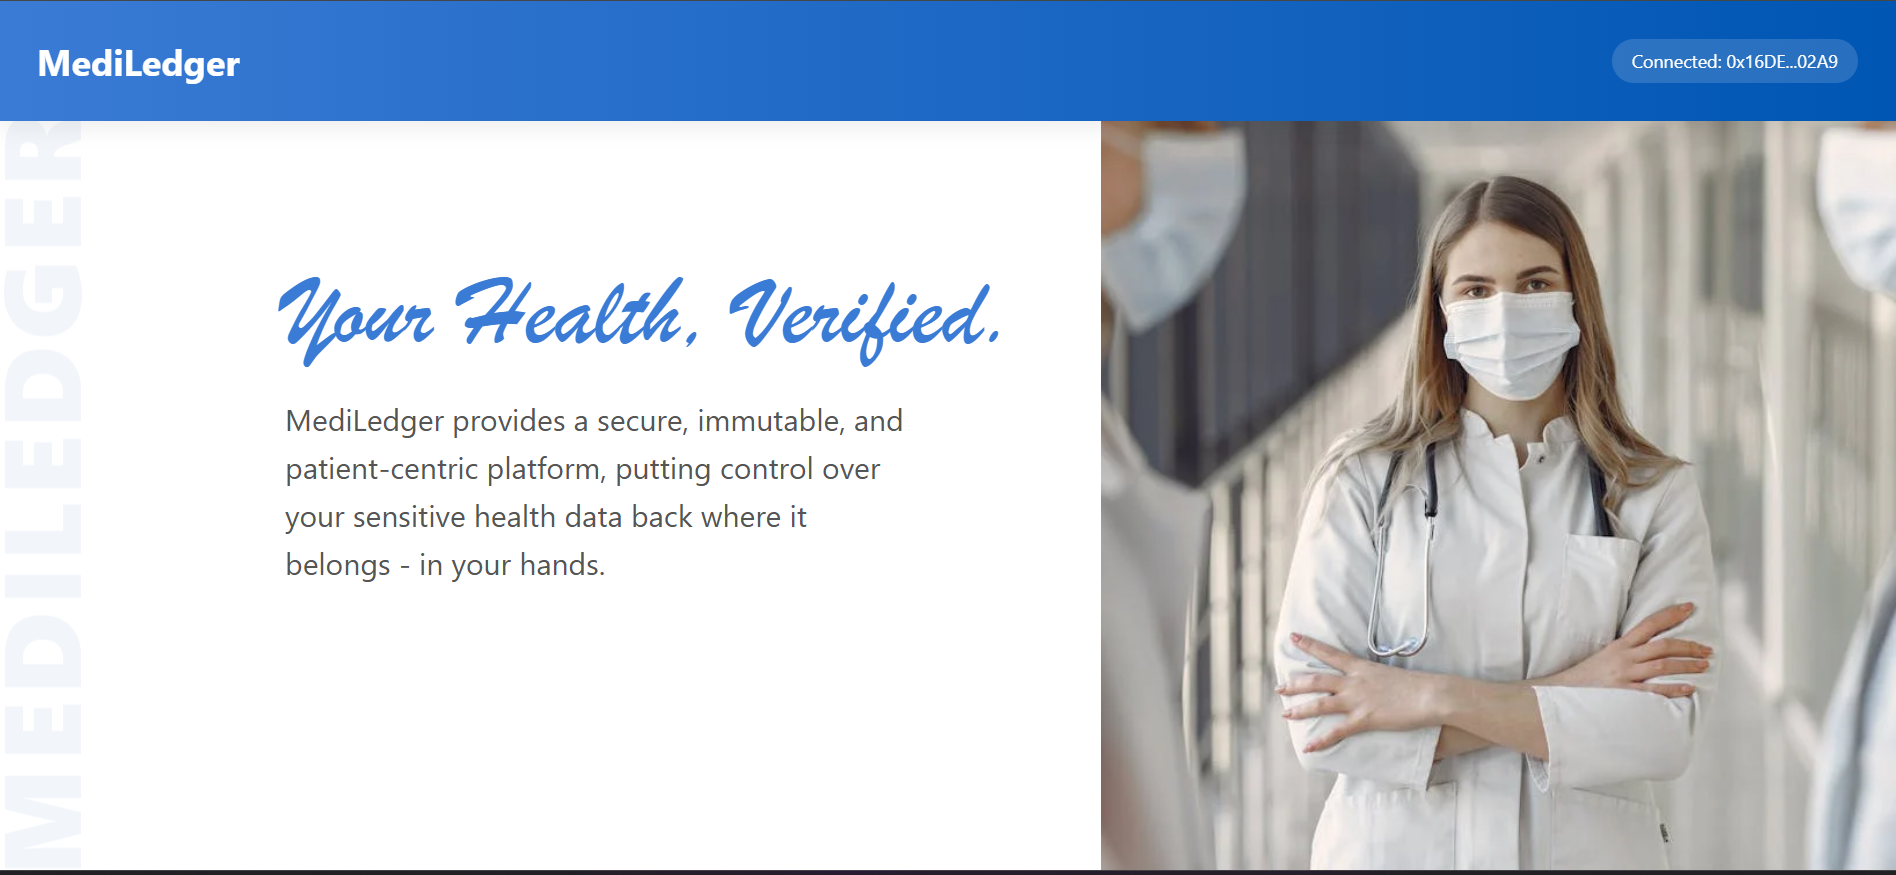 MediLedger
Connected: 0x16DE...02A9
MEDILEDGER
Your Health, Verified.
MediLedger provides a secure, immutable, and
patient-centric platform, putting control over
your sensitive health data back where it
belongs - in your hands.